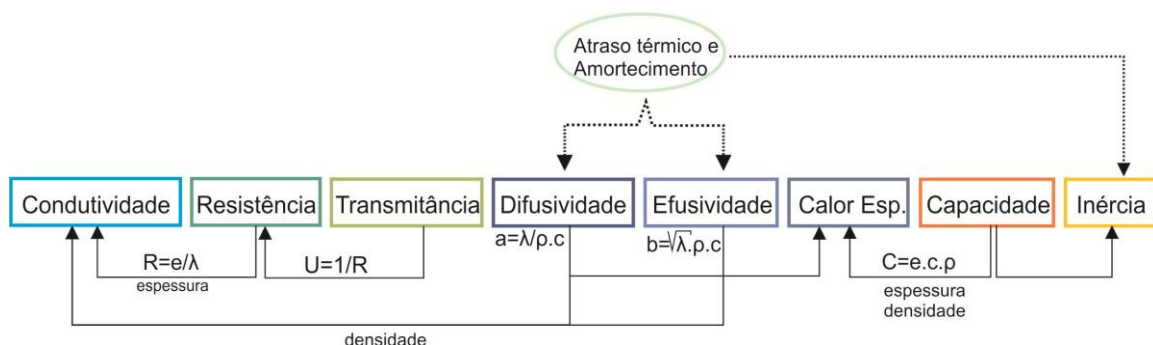 Atraso térmico e
Amortecimento
Condutividade
Resistência
Transmitância
Difusividade
Efusividade
Calor Esp.
Capacidade
Inércia
a=λ/ρ.c
b=√λ.ρ.c
R=e/λ
espessura
U=1/R
C=e.c.ρ
espessura
densidade
densidade